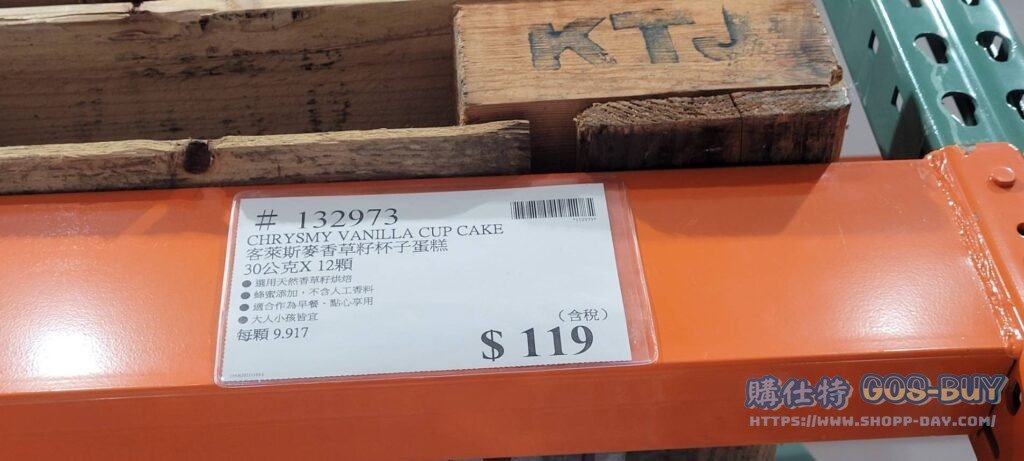 KTJ
# 132973
CHRYSMY VANILLA CUP CAKE
客萊斯麥香草籽杯子蛋糕
30公克X 12顆
● 選用天然香草籽烘焙
● 蜂蜜添加，不含人工香料
● 適合作為早餐、點心享用
● 大人小孩皆宜
每顆 9.917
（含稅）
$ 119
購仕特 GOS-BUY
HTTPS://WWW.SHOPP-DAY.COM/